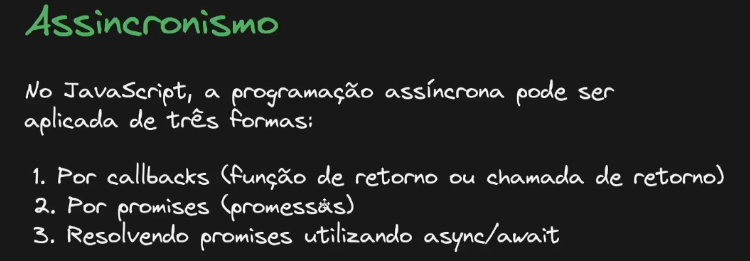 Assincronismo
No JavaScript, a programação assíncrona pode ser
aplicada de três formas:
1. Por callbacks (função de retorno ou chamada de retorno)
2. Por promises (promessas)
3. Resolvendo promises utilizando async/await